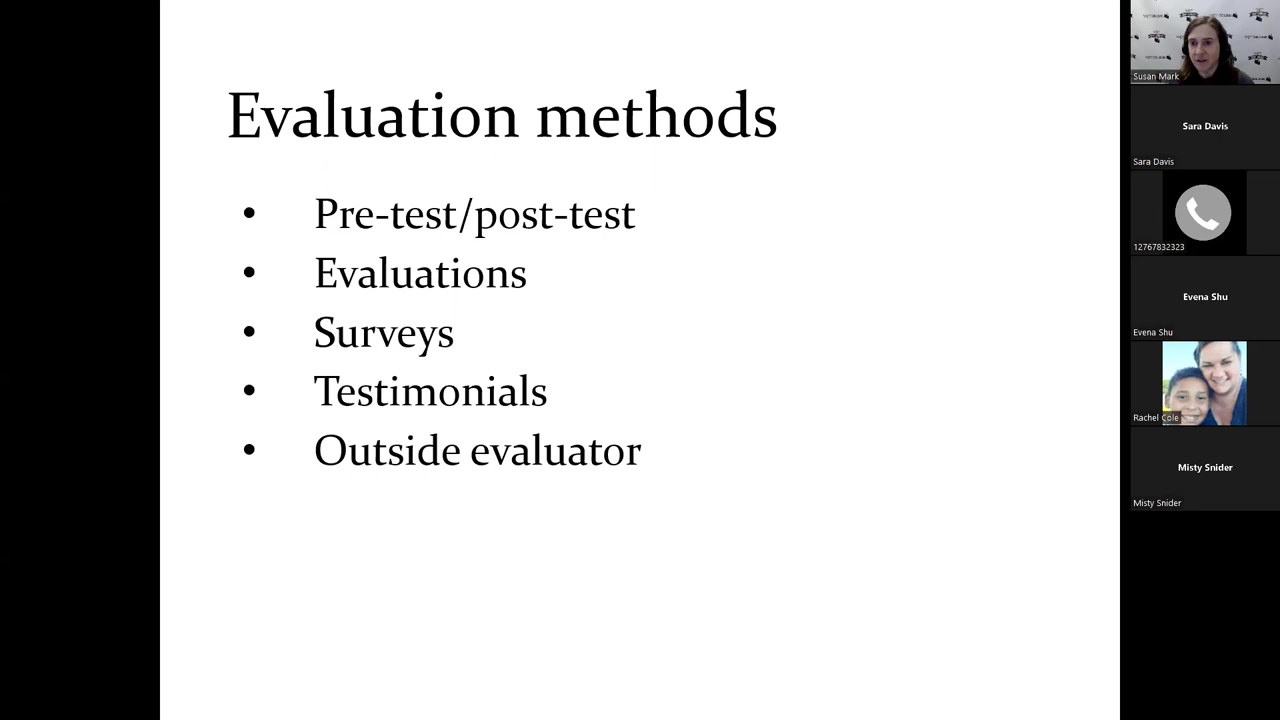 Evaluation methods
• Pre-test/post-test
• Evaluations
• Surveys
• Testimonials
• Outside evaluator
Susan Mark
Sara Davis
Sara Davis
12767832323
Evena Shu
Evena Shu
Rachel Cole
Misty Snider
Misty Snider